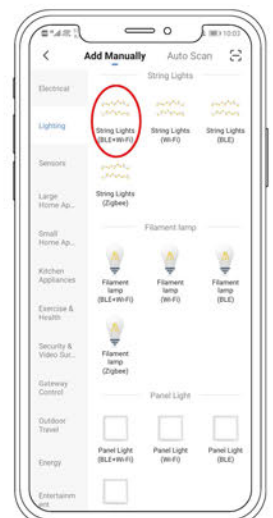 10:02
Add Manually Auto Scan
String Lights
Electrical
Lighting
String Lights
(BLE+Wi-Fi)
String Lights
(Wi-Fi)
String Lights
(BLE)
Sensors
Large
Home Ap...
String Lights
(Zigbee)
Small
Home Ap...
Filament lamp
Kitchen
Appliances
Filament
lamp
(BLE+Wi-Fi)
Filament
lamp
(Wi-Fi)
Filament
lamp
(BLE)
Exercise &
Health
Security &
Video Sur...
Filament
lamp
(Zigbee)
Gateway
Control
Panel Light
Outdoor
Travel
Energy
Panel Light
(BLE+Wi-Fi)
Panel Light
(Wi-Fi)
Panel Light
(BLE)
Entertainm
ent